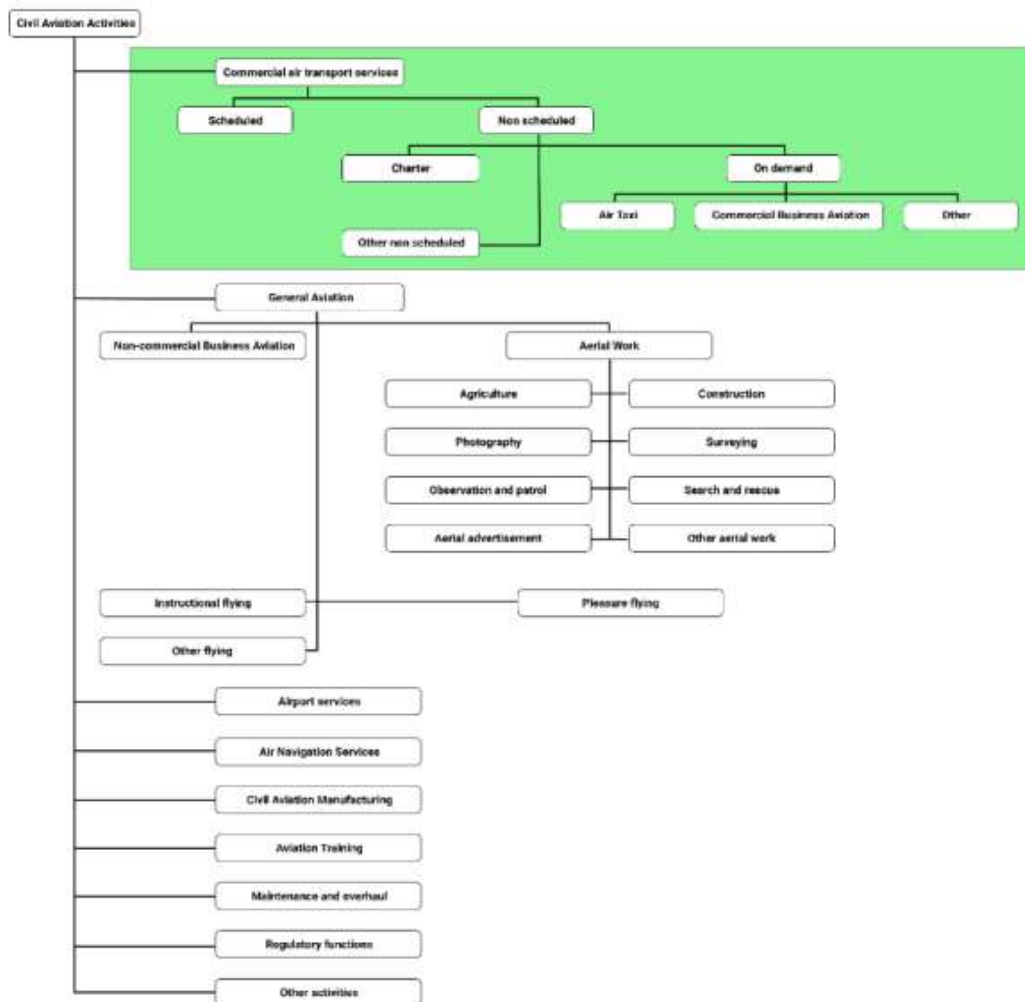 Civil Aviation Activities
Commercial air transport services
Scheduled
Non scheduled
Charter
On demand
Air Taxi
Commercial Business Aviation
Other
Other non scheduled
General Aviation
Non-commercial Business Aviation
Aerial Work
Agriculture
Construction
Photography
Surveying
Observation and patrol
Search and rescue
Aerial advertisement
Other aerial work
Instructional flying
Pleasure flying
Other flying
Airport services
Air Navigation Services
Civil Aviation Manufacturing
Aviation Training
Maintenance and overhaul
Regulatory functions
Other activities